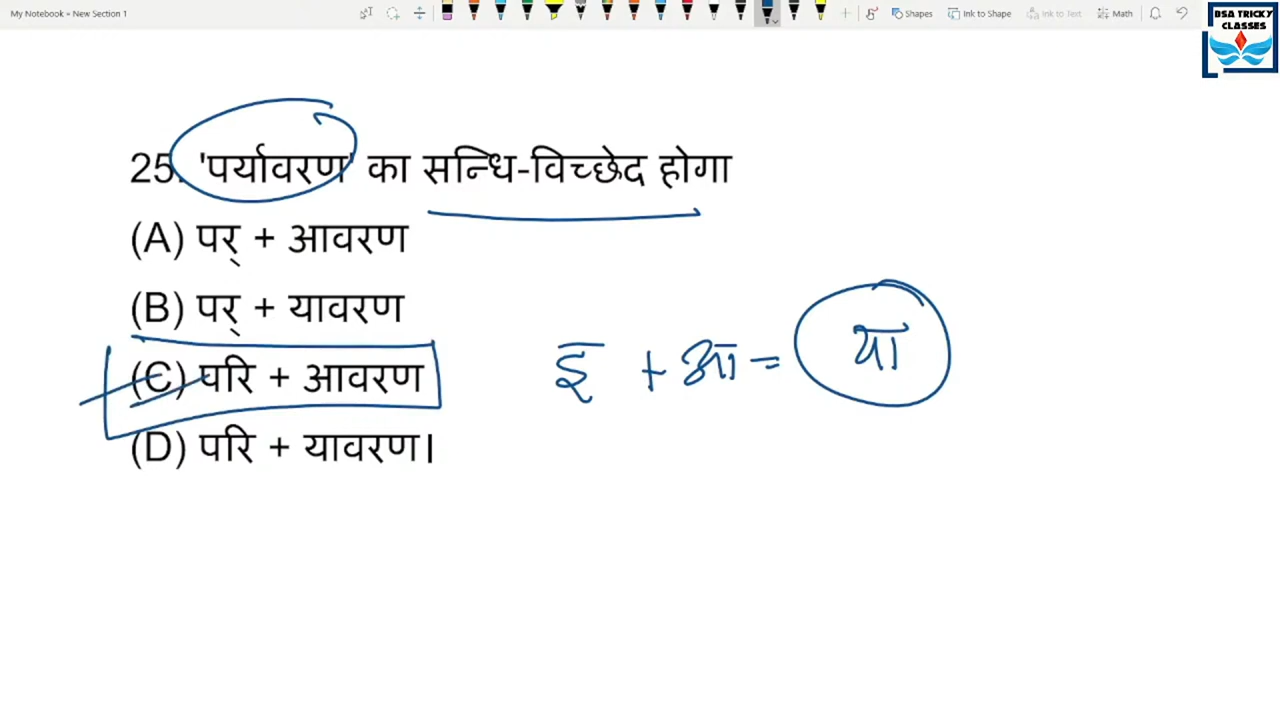 My Notebook – New Section 1
Shapes Ink to Shape Ink to Text Math
BSA TRICKY
CLASSES
25. 'पर्यावरण' का सन्धि-विच्छेद होगा
(A) पर् + आवरण
(B) पर् + यावरण
(C) परि + आवरण
इ + आ = या
(D) परि + यावरण।